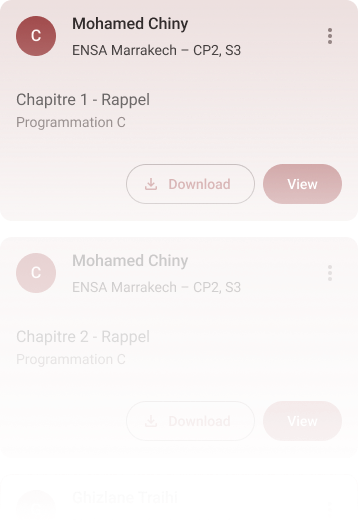 C
Mohamed Chiny
ENSA Marrakech – CP2, S3
Chapitre 1 - Rappel
Programmation C
Download
View
C
Mohamed Chiny
ENSA Marrakech – CP2, S3
Chapitre 2 - Rappel
Programmation C
Download
View